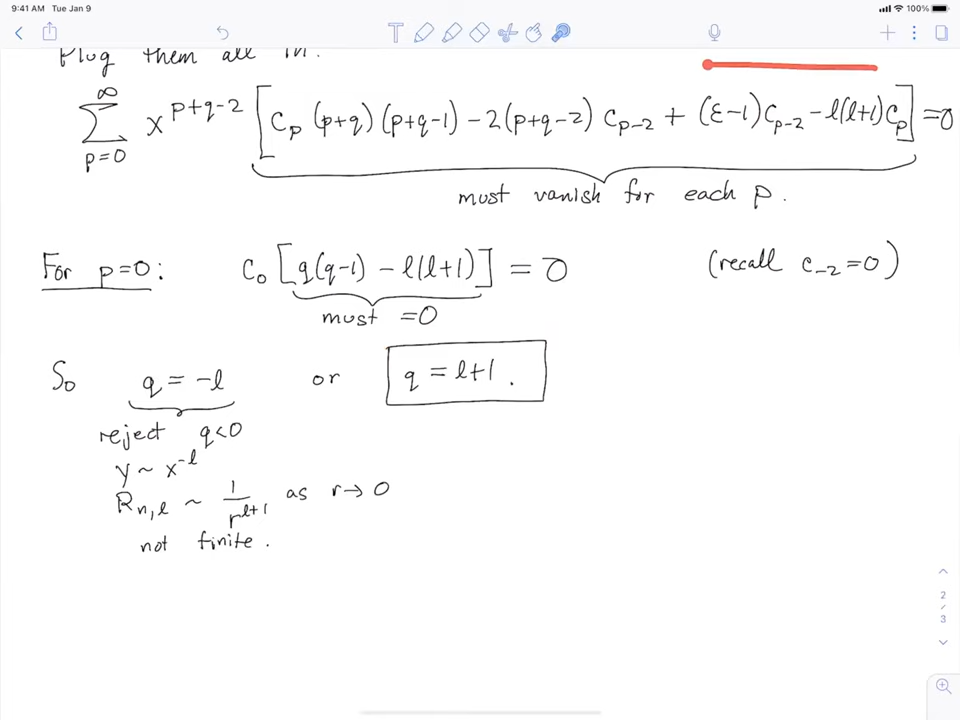 9:41 AM Tue Jan 9
100%
Plug them all in.
∞ ∑ p=0 x^{p+q-2} [ C_p (p+q)(p+q-1) - 2(p+q-2) C_{p-2} + (ε-1) C_{p-2} - l(l+1) C_p ] = 0
must vanish for each p.
For p=0: C_0 [ q(q-1) - l(l+1) ] = 0 (recall C_{-2} = 0)
must = 0
So q = -l or q = l+1.
reject q<0
y ~ x^{-l}
R_{n,l} ~ 1/r^{l+1} as r → 0
not finite.
2
/
3